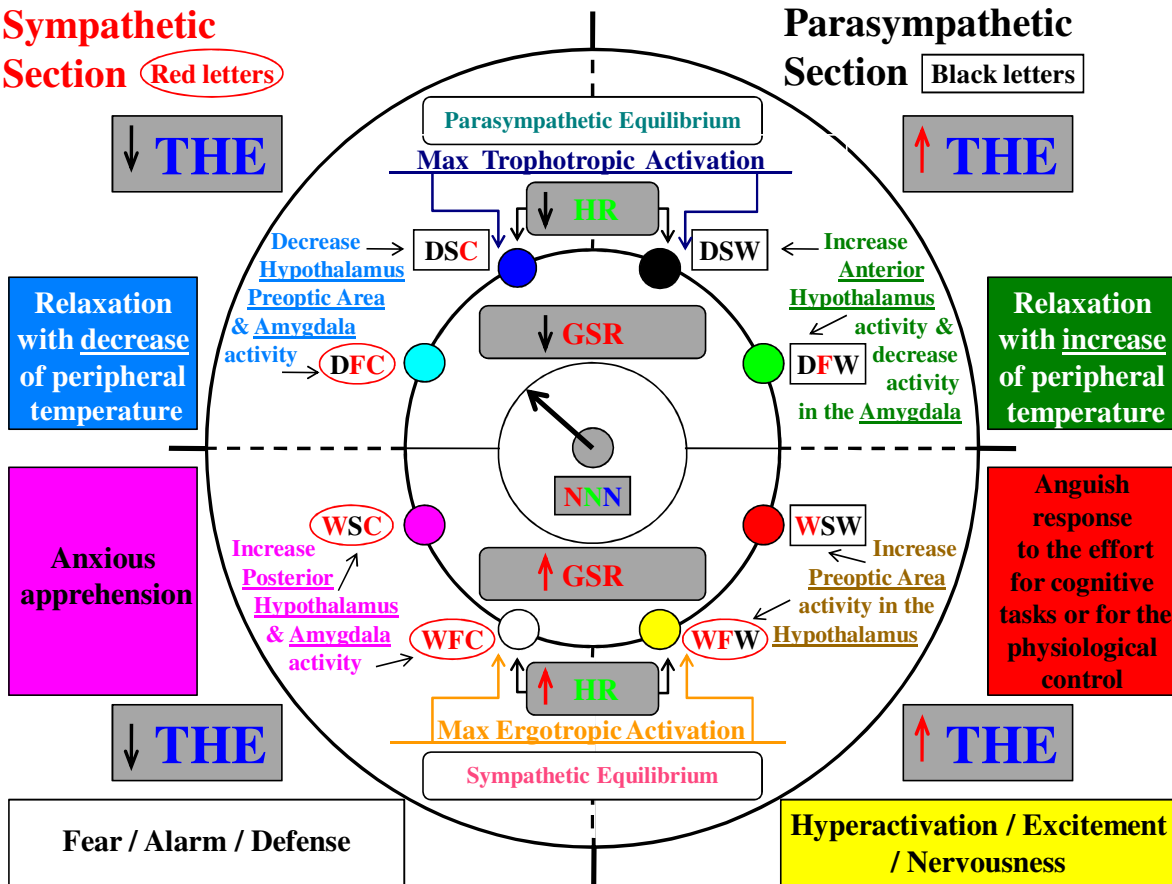 Sympathetic
Section Red letters
Parasympathetic
Section Black letters
THE
THE
Parasympathetic Equilibrium
Max Trophotropic Activation
HR
DSC
DSW
Decrease
Hypothalamus
Preoptic Area
& Amygdala
activity
Increase
Anterior
Hypothalamus
activity &
decrease
activity
in the Amygdala
Relaxation
with decrease
of peripheral
temperature
GSR
DFC
DFW
Relaxation
with increase
of peripheral
temperature
NNN
Anxious
apprehension
WSC
WSW
Increase
Posterior
Hypothalamus
& Amygdala
activity
GSR
Increase
Preoptic Area
activity in the
Hypothalamus
Anguish
response
to the effort
for cognitive
tasks or for the
physiological
control
WFC
WFW
HR
Max Ergotropic Activation
THE
THE
Sympathetic Equilibrium
Fear / Alarm / Defense
Hyperactivation / Excitement
/ Nervousness